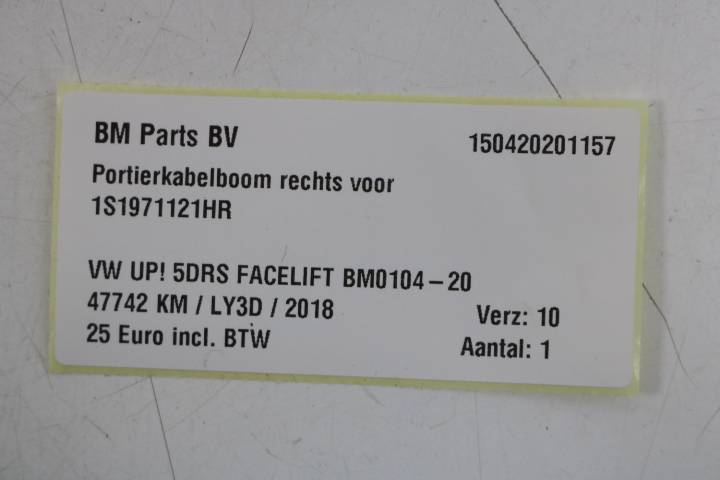 BM Parts BV 150420201157
Portierkabelboom rechts voor
1S1971121HR
VW UP! 5DRS FACELIFT BM0104-20
47742 KM / LY3D / 2018 Verz: 10
25 Euro incl. BTW Aantal: 1